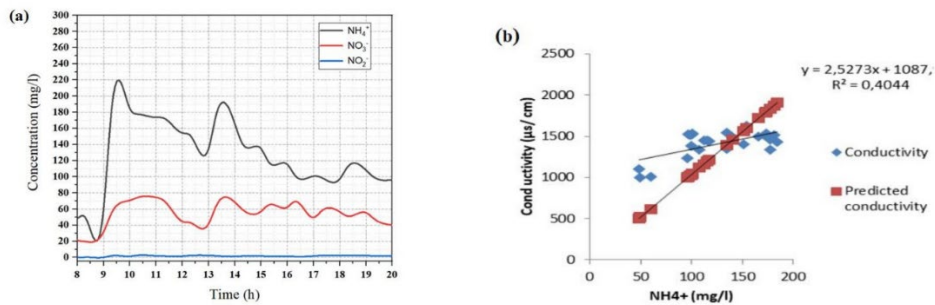 (a)
300
280
260
240
220
200
180
160
140
120
100
80
60
40
20
0
Concentration (mg/l)
NH₄⁺
NO₃⁻
NO₂⁻
8 9 10 11 12 13 14 15 16 17 18 19 20
Time (h)
(b)
2500
2000
1500
1000
500
0
Conductivity (µs/cm)
y = 2,5273x + 1087,
R² = 0,4044
Conductivity
Predicted
conductivity
0 50 100 150 200
NH4+ (mg/l)